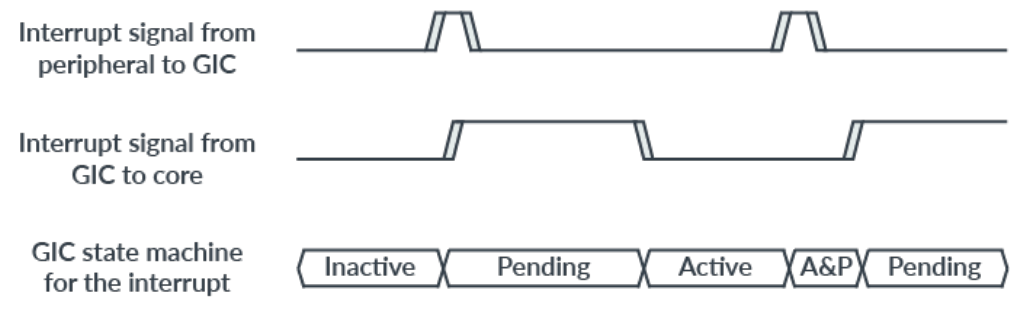 Interrupt signal from
peripheral to GIC
Interrupt signal from
GIC to core
GIC state machine
for the interrupt
Inactive Pending Active A&P Pending